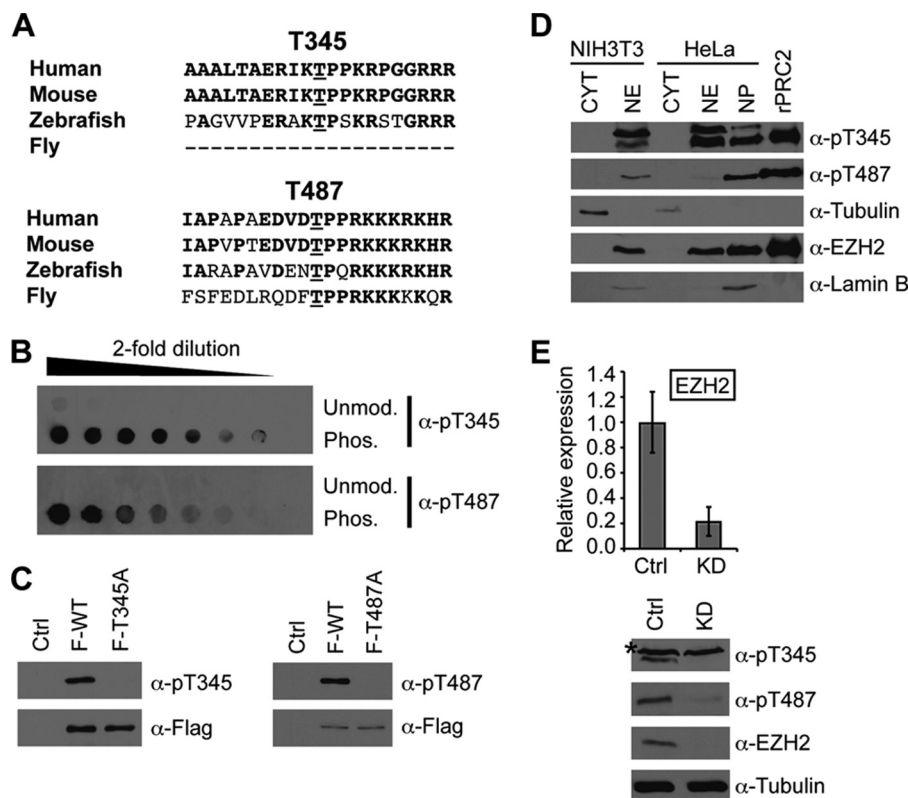 A
T345
Human AAALTAERIKTPPKRPGGRRR
Mouse AAALTAERIKTPPKRPGGRRR
Zebrafish PAGVVPERAKTPSKRSTGRRR
Fly ---------------------
T487
Human IAPAPAEDVDTPPRKKKRKHR
Mouse IAPVPTEDVDTPPRKKKRKHR
Zebrafish IARAPAVDENTPQRKKKRKHR
Fly FSFEDLRQDFTPPRKKKKKQR
B
2-fold dilution
Unmod.
Phos.
α-pT345
Unmod.
Phos.
α-pT487
C
Ctrl F-WT F-T345A
α-pT345
α-Flag
Ctrl F-WT F-T487A
α-pT487
α-Flag
D
NIH3T3 HeLa
CYT NE CYT NE NP rPRC2
α-pT345
α-pT487
α-Tubulin
α-EZH2
α-Lamin B
E
Relative expression
1.4
1.2
1.0
0.8
0.6
0.4
0.2
0.0
EZH2
Ctrl KD
Ctrl KD
* α-pT345
α-pT487
α-EZH2
α-Tubulin